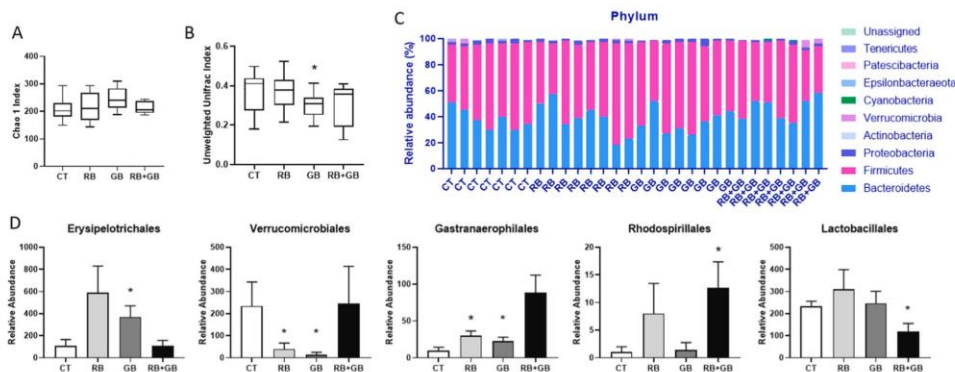 A
Chao 1 Index
400
300
200
100
0
CT RB GB RB+GB
B
Unweighted Unifrac Index
0.6
0.4
0.2
0.0
*
CT RB GB RB+GB
C
Phylum
Relative abundance (%)
100
80
60
40
20
0
CT CT CT CT CT CT CT RB RB RB RB RB RB RB RB GB GB GB GB GB GB GB GB RB+GB RB+GB RB+GB RB+GB RB+GB RB+GB RB+GB
Unassigned
Tenericutes
Patescibacteria
Epsilonbacteraeota
Cyanobacteria
Verrucomicrobia
Actinobacteria
Proteobacteria
Firmicutes
Bacteroidetes
D
Erysipelotrichales
Relative Abundance
1000
800
600
400
200
0
*
CT RB GB RB+GB
Verrucomicrobiales
Relative Abundance
500
400
300
200
100
0
* *
CT RB GB RB+GB
Gastranaerophilales
Relative Abundance
150
100
50
0
* *
CT RB GB RB+GB
Rhodospirillales
Relative Abundance
20
15
10
5
0
*
CT RB GB RB+GB
Lactobacillales
Relative Abundance
500
400
300
200
100
0
*
CT RB GB RB+GB